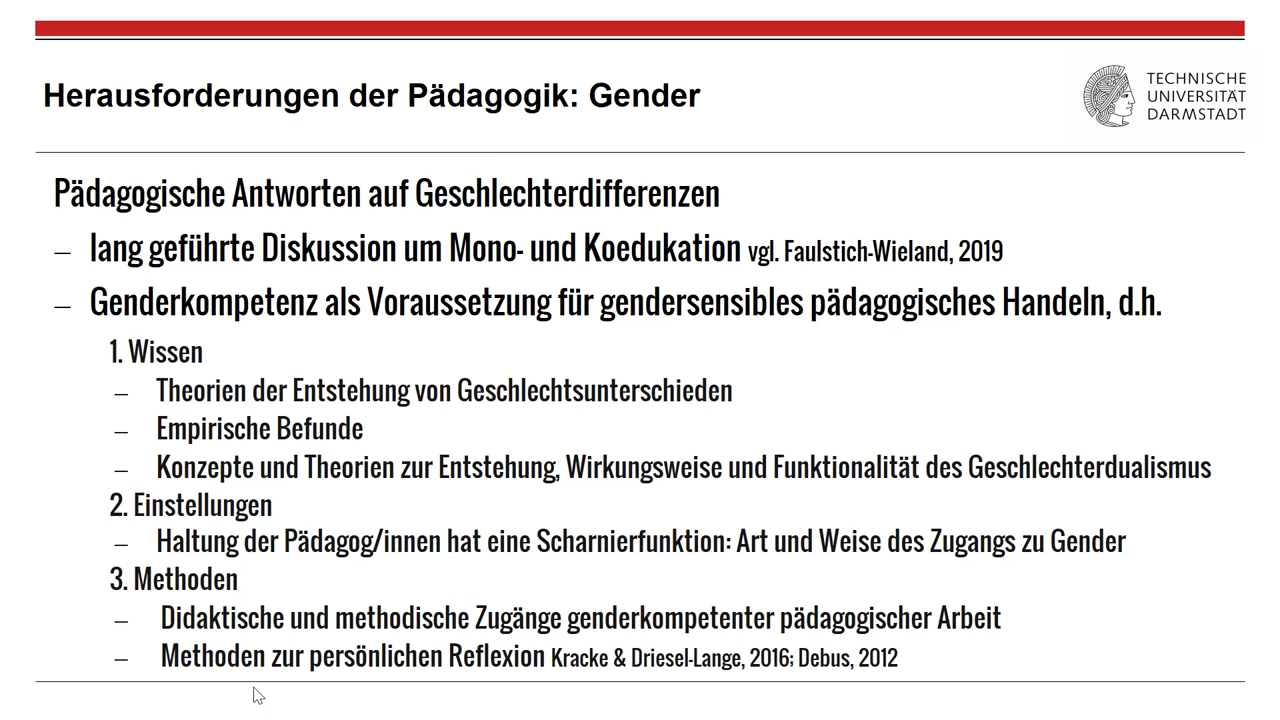 Herausforderungen der Pädagogik: Gender
TECHNISCHE
UNIVERSITÄT
DARMSTADT
Pädagogische Antworten auf Geschlechterdifferenzen
– lang geführte Diskussion um Mono- und Koedukation vgl. Faulstich-Wieland, 2019
– Genderkompetenz als Voraussetzung für gendersensibles pädagogisches Handeln, d.h.
1. Wissen
– Theorien der Entstehung von Geschlechtsunterschieden
– Empirische Befunde
– Konzepte und Theorien zur Entstehung, Wirkungsweise und Funktionalität des Geschlechterdualismus
2. Einstellungen
– Haltung der Pädagog/innen hat eine Scharnierfunktion: Art und Weise des Zugangs zu Gender
3. Methoden
– Didaktische und methodische Zugänge genderkompetenter pädagogischer Arbeit
– Methoden zur persönlichen Reflexion Kracke & Driesel-Lange, 2016; Debus, 2012